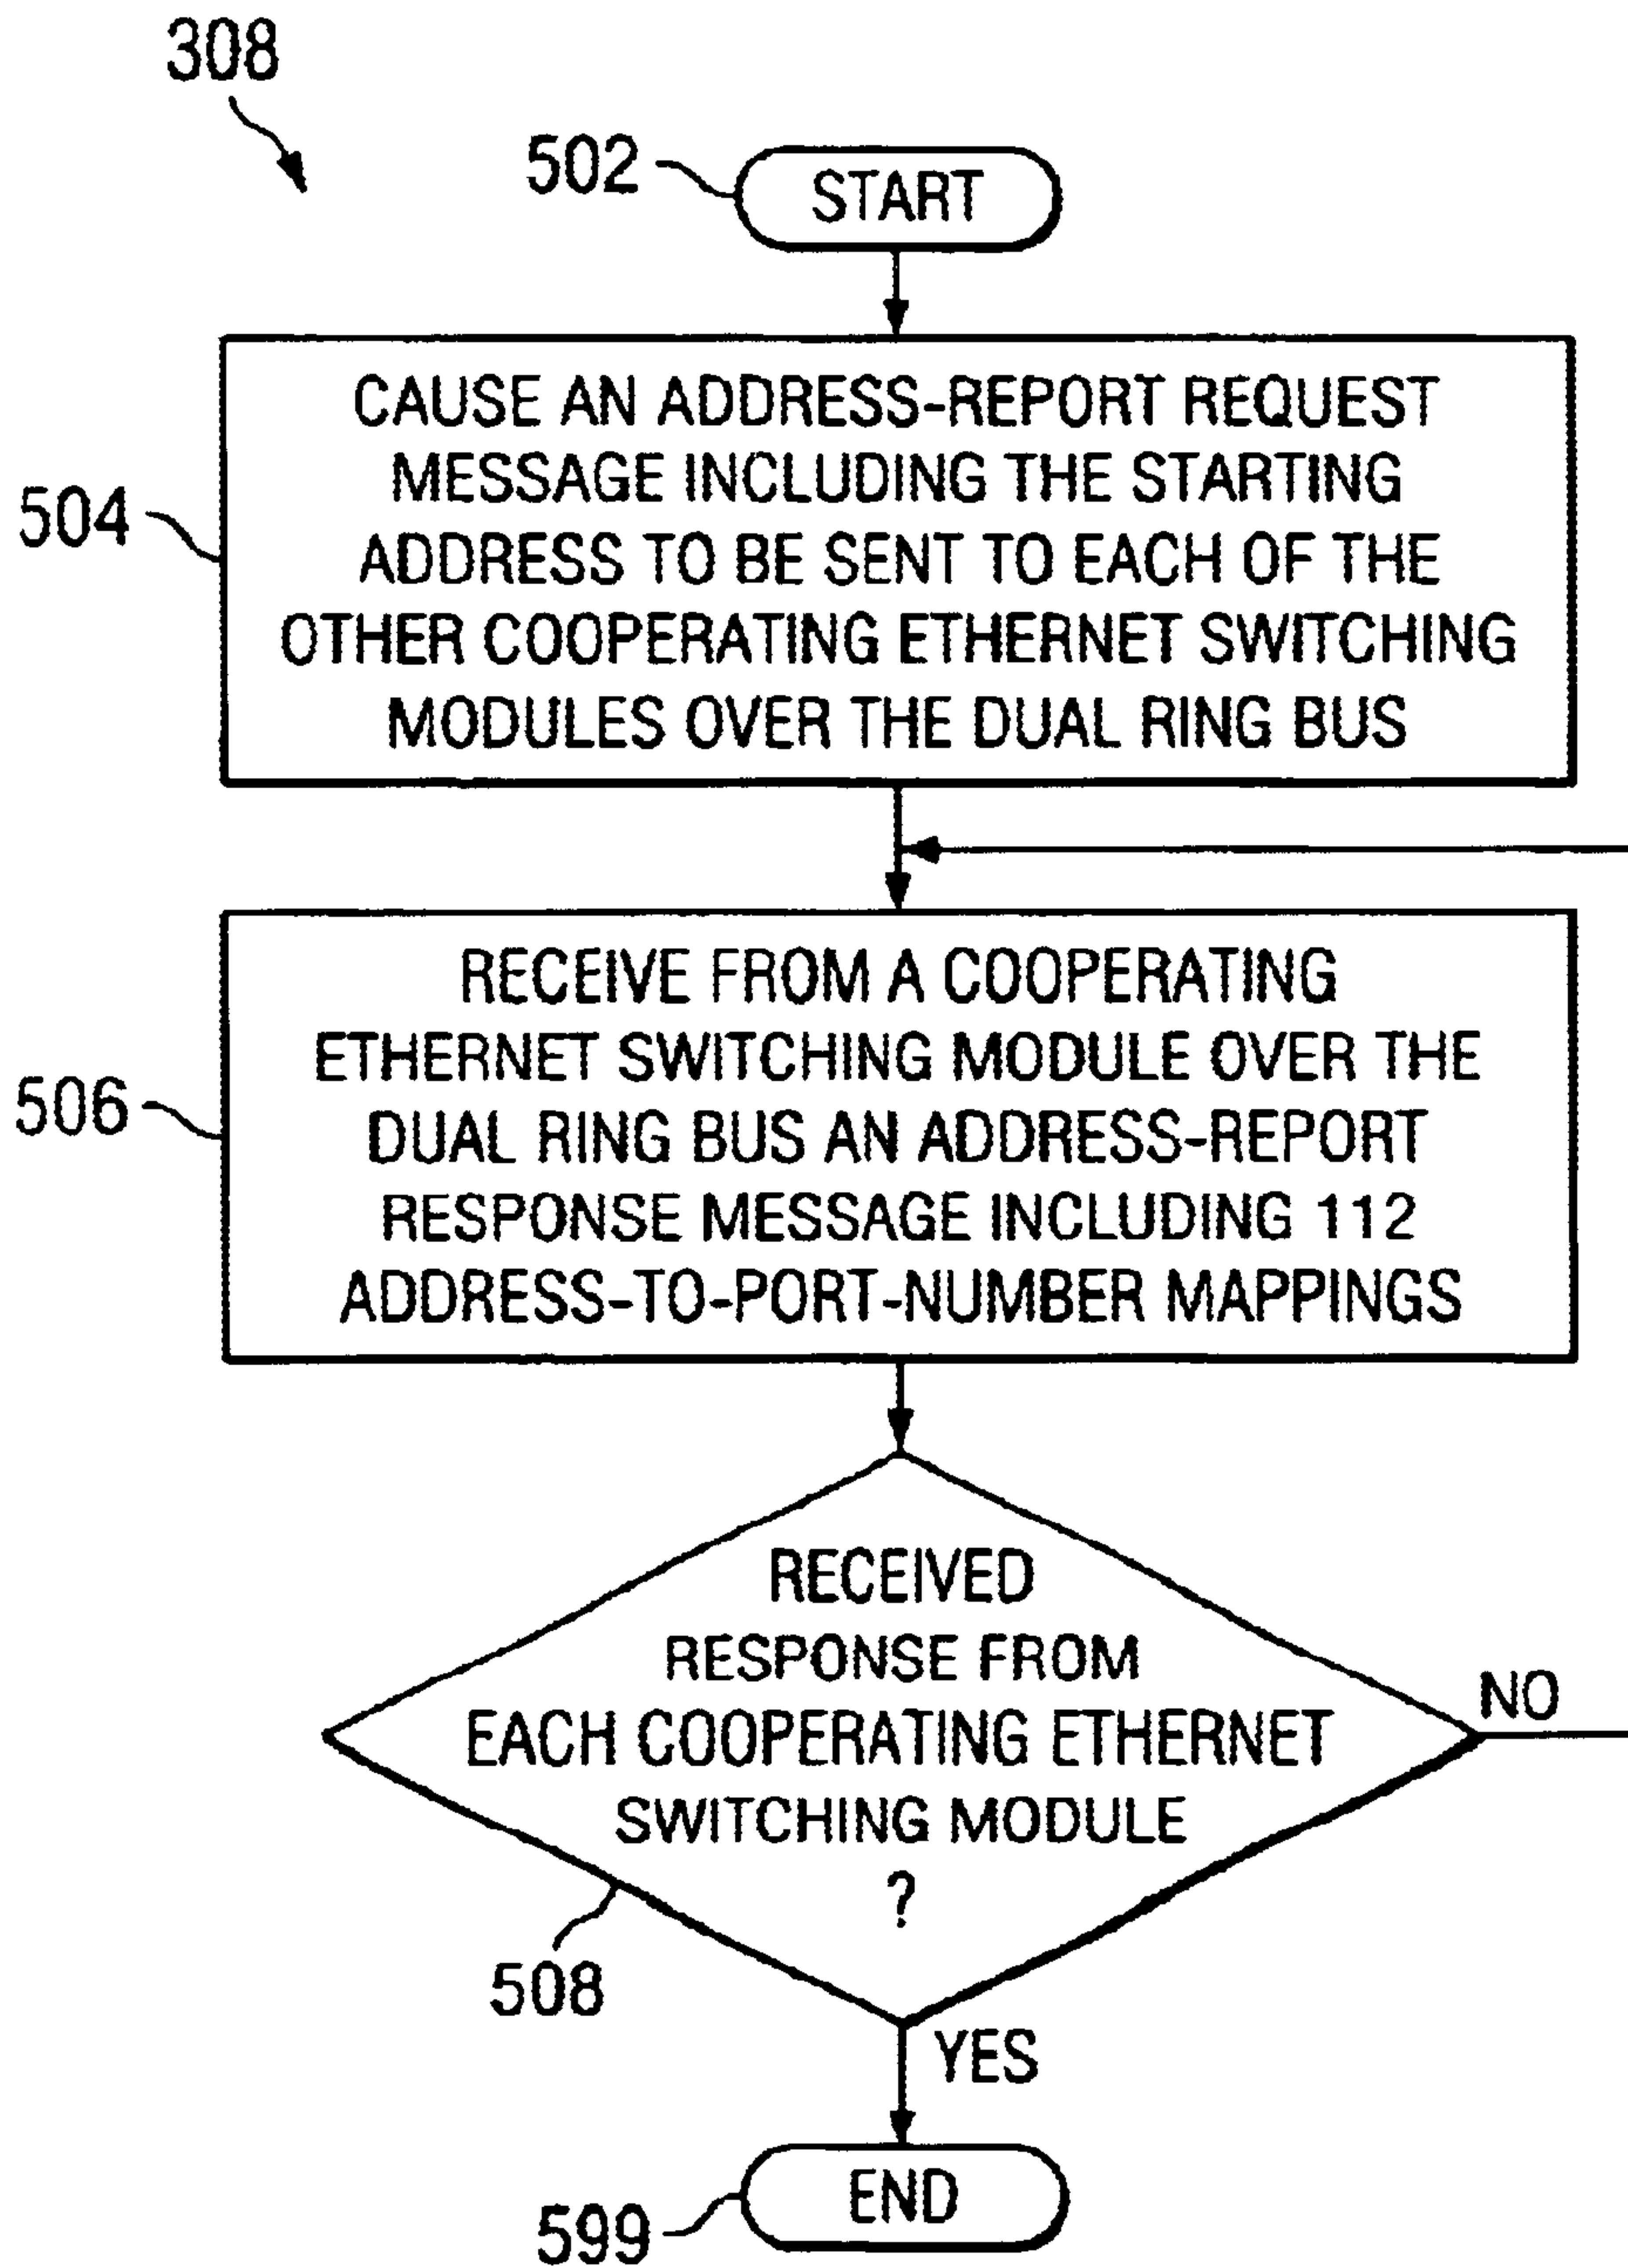 308
502
START
504
CAUSE AN ADDRESS-REPORT REQUEST
MESSAGE INCLUDING THE STARTING
ADDRESS TO BE SENT TO EACH OF THE
OTHER COOPERATING ETHERNET SWITCHING
MODULES OVER THE DUAL RING BUS
506
RECEIVE FROM A COOPERATING
ETHERNET SWITCHING MODULE OVER THE
DUAL RING BUS AN ADDRESS-REPORT
RESPONSE MESSAGE INCLUDING 112
ADDRESS-TO-PORT-NUMBER MAPPINGS
RECEIVED
RESPONSE FROM
EACH COOPERATING ETHERNET
SWITCHING MODULE
?
NO
508
YES
END
599